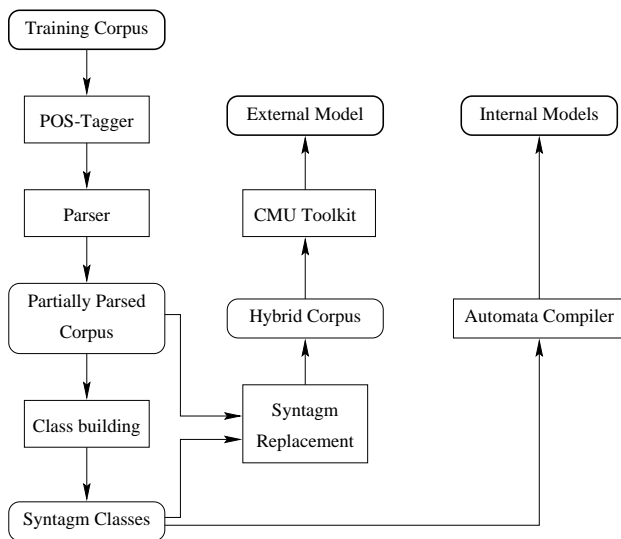 Training Corpus
POS-Tagger
Parser
Partially Parsed
Corpus
Class building
Syntagm Classes
External Model
CMU Toolkit
Hybrid Corpus
Syntagm
Replacement
Internal Models
Automata Compiler